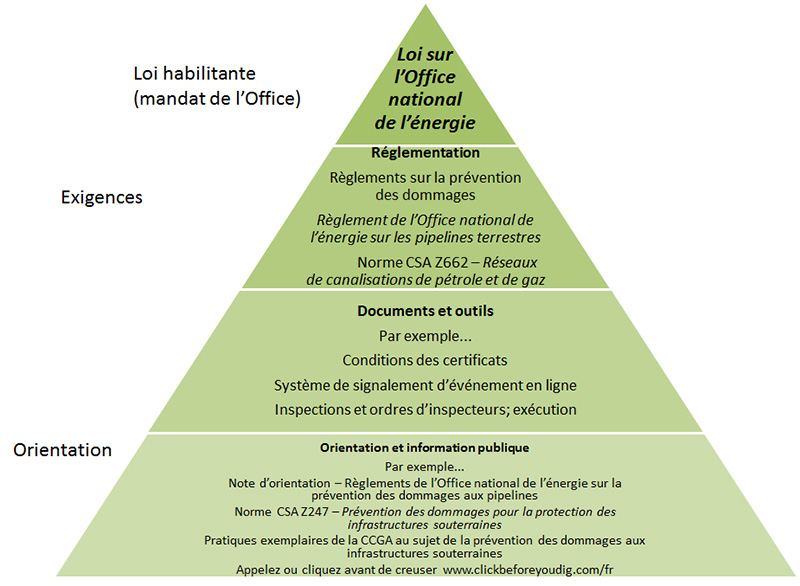 Loi habilitante
(mandat de l’Office)
Loi sur
l’Office
national
de l’énergie
Exigences
Réglementation
Règlements sur la prévention
des dommages
Règlement de l’Office national de
l’énergie sur les pipelines terrestres
Norme CSA Z662 – Réseaux
de canalisations de pétrole et de gaz
Documents et outils
Par exemple...
Conditions des certificats
Système de signalement d’événement en ligne
Inspections et ordres d’inspecteurs; exécution
Orientation
Orientation et information publique
Par exemple...
Note d’orientation – Règlements de l’Office national de l’énergie sur la
prévention des dommages aux pipelines
Norme CSA Z247 – Prévention des dommages pour la protection des
infrastructures souterraines
Pratiques exemplaires de la CCGA au sujet de la prévention des dommages aux
infrastructures souterraines
Appelez ou cliquez avant de creuser www.clickbeforeyoudig.com/fr